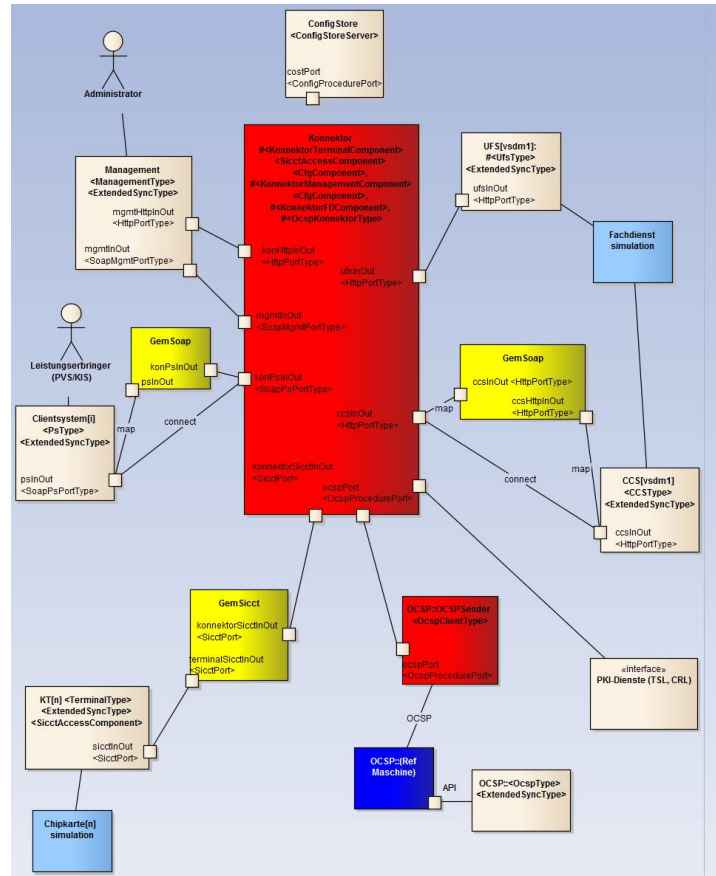 ConfigStore
<ConfigStoreServer>
costPort
<ConfigProcedurePort>
Administrator
Management
<ManagementType>
<ExtendedSyncType>
mgmtHttpInOut
<HttpPortType>
mgmtInOut
<SoapMgmtPortType>
Konnektor
#<KonnektorTerminalComponent>
<SicctAccessComponent>
<CfgComponent>,
#<KonnektorManagementComponent>
<CfgComponent>,
#<KonnektorFDComponent>,
#<OcspKonnektorType>
konHttpInOut
<HttpPortType>
ufsInOut
<HttpPortType>
mgmtInOut
<SoapMgmtPortType>
konPsInOut
<SoapPsPortType>
ccsInOut
<HttpPortType>
konnektorSicctInOut
<SicctPort>
ocspPort
<OcspProcedurePort>
UFS[vsdm1]:
#<UfsType>
<ExtendedSyncType>
ufsInOut
<HttpPortType>
Fachdienst
simulation
Leistungserbringer
(PVS/KIS)
GemSoap
konPsInOut
psInOut
map
connect
Clientsystem[i]
<PsType>
<ExtendedSyncType>
psInOut
<SoapPsPortType>
GemSoap
ccsInOut <HttpPortType>
ccsHttpInOut
<HttpPortType>
map
connect
map
CCS[vsdm1]
<CCSType>
<ExtendedSyncType>
ccsInOut
<HttpPortType>
GemSicct
konnektorSicctInOut
<SicctPort>
terminalSicctInOut
<SicctPort>
OCSP::OCSPSender
<OcspClientType>
ocspPort
<OcspProcedurePort>
«interface»
PKI-Dienste (TSL, CRL)
KT[n] <TerminalType>
<ExtendedSyncType>
<SicctAccessComponent>
sicctInOut
<SicctPort>
OCSP
OCSP::(Ref
Maschine)
API
OCSP::<OcspType>
<ExtendedSyncType>
Chipkarte[n]
simulation